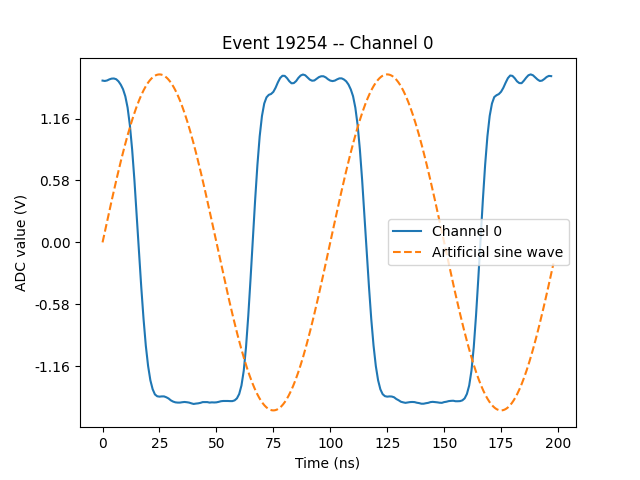 Event 19254 -- Channel 0
ADC value (V)
1.16
0.58
0.00
-0.58
-1.16
Channel 0
Artificial sine wave
0 25 50 75 100 125 150 175 200
Time (ns)